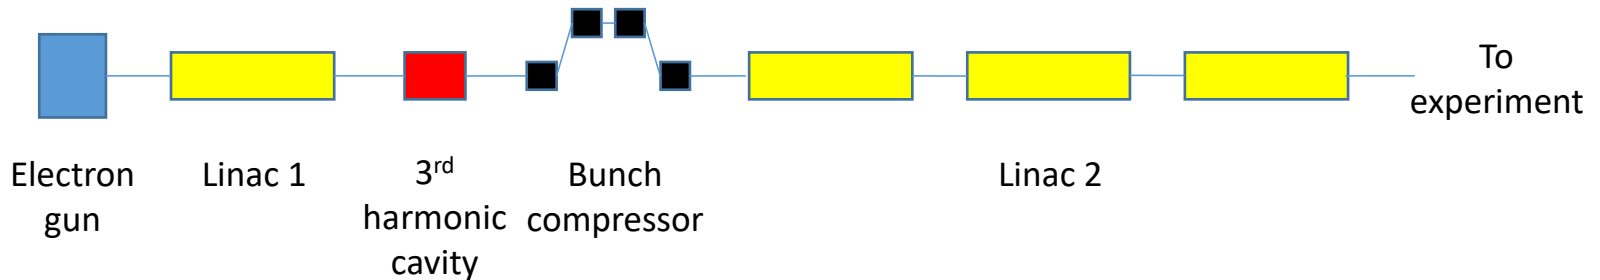 Electron
gun
Linac 1
3rd
harmonic
cavity
Bunch
compressor
Linac 2
To
experiment